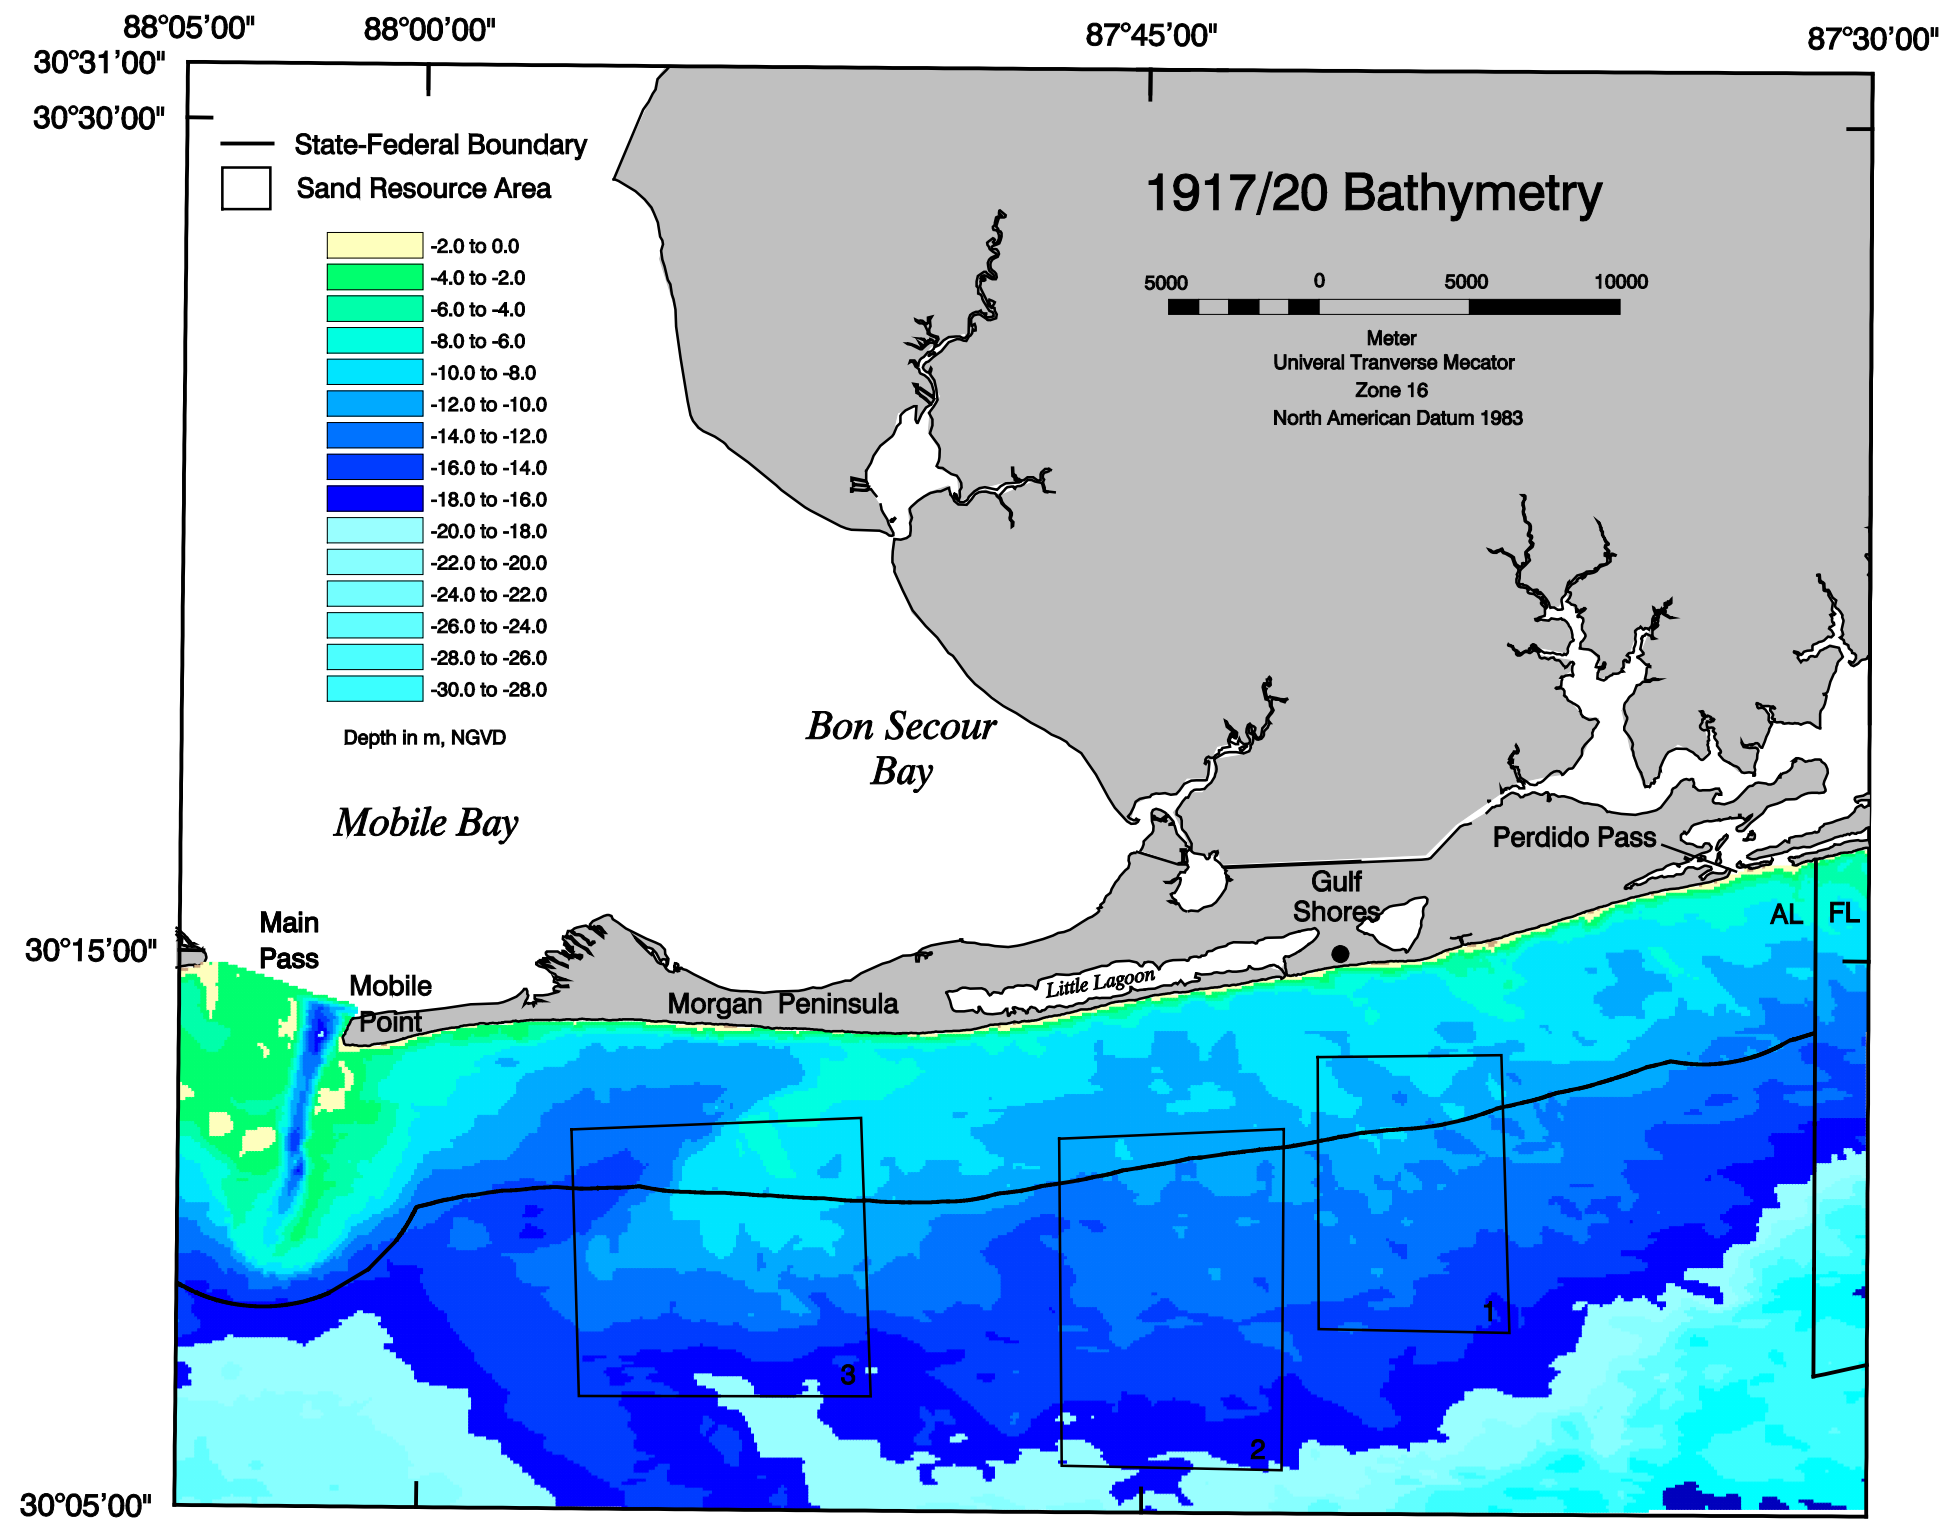 88°05'00"
88°00'00"
87°45'00"
87°30'00"
30°31'00"
30°30'00"
State-Federal Boundary
Sand Resource Area
1917/20 Bathymetry
-2.0 to 0.0
-4.0 to -2.0
-6.0 to -4.0
-8.0 to -6.0
-10.0 to -8.0
-12.0 to -10.0
-14.0 to -12.0
-16.0 to -14.0
-18.0 to -16.0
-20.0 to -18.0
-22.0 to -20.0
-24.0 to -22.0
-26.0 to -24.0
-28.0 to -26.0
-30.0 to -28.0
Depth in m, NGVD
5000 0 5000 10000
Meter
Univeral Tranverse Mecator
Zone 16
North American Datum 1983
Bon Secour
Bay
Mobile Bay
Perdido Pass
Gulf
Shores
AL
FL
30°15'00"
Main
Pass
Mobile
Point
Morgan Peninsula
Little Lagoon
1
3
2
30°05'00"